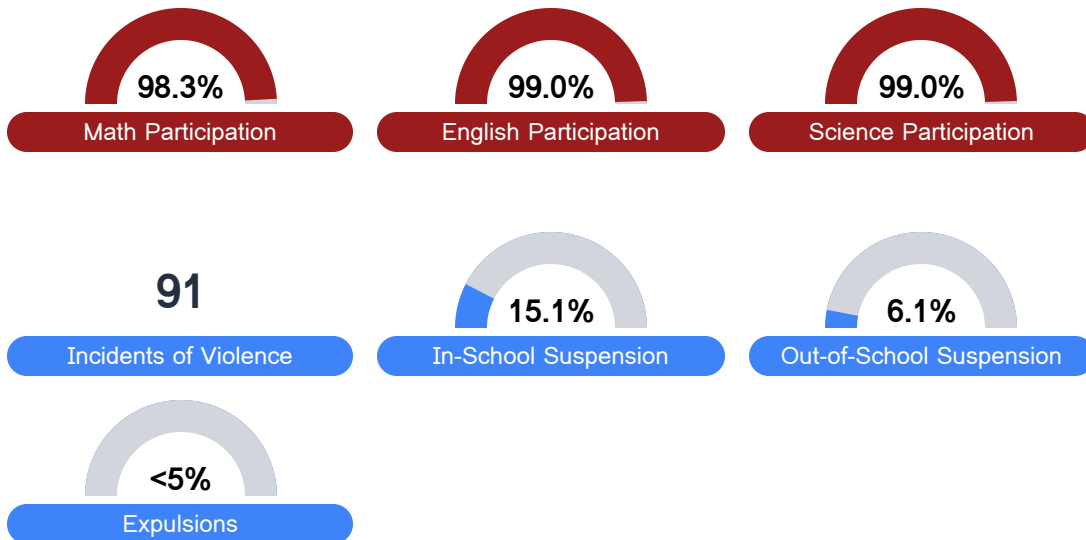 98.3%
Math Participation
99.0%
English Participation
99.0%
Science Participation
91
Incidents of Violence
15.1%
In-School Suspension
6.1%
Out-of-School Suspension
<5%
Expulsions